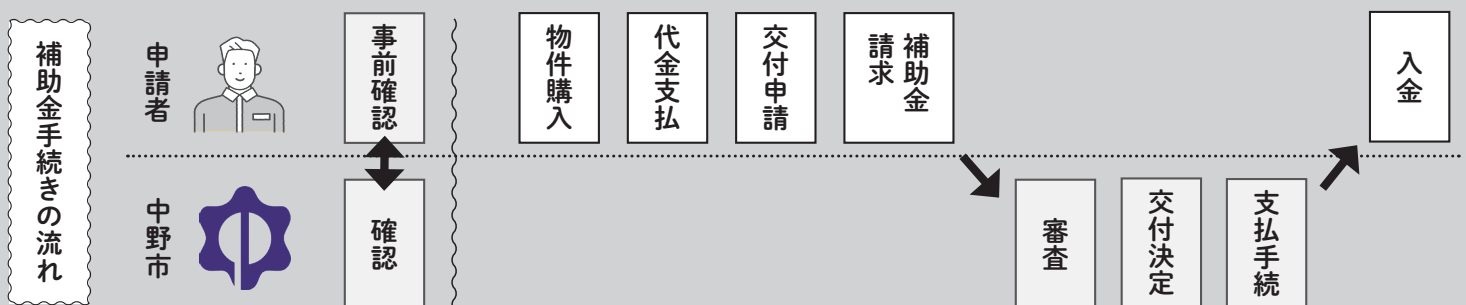 補助金手続きの流れ
申請者
事前確認
物件購入
代金支払
交付申請
補助金
請求
入金
中野市
確認
審査
交付決定
支払手続